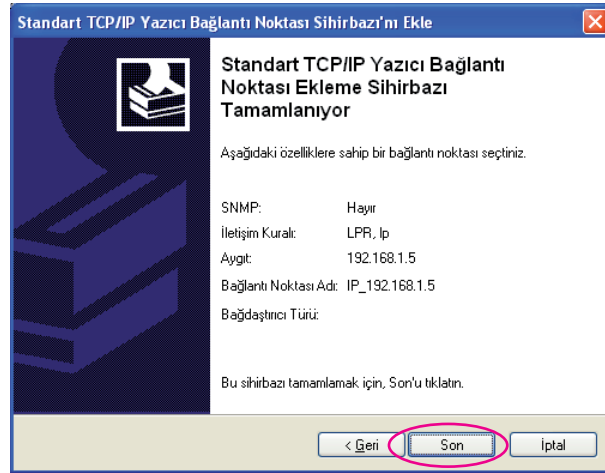 Standart TCP/IP Yazıcı Bağlantı Noktası Sihirbazı'nı Ekle
Standart TCP/IP Yazıcı Bağlantı
Noktası Ekleme Sihirbazı
Tamamlanıyor
Aşağıdaki özelliklere sahip bir bağlantı noktası seçtiniz.
SNMP: Hayır
İletişim Kuralı: LPR, lp
Aygıt: 192.168.1.5
Bağlantı Noktası Adı: IP_192.168.1.5
Bağdaştırıcı Türü:
Bu sihirbazı tamamlamak için, Son'u tıklatın.
< Geri Son İptal